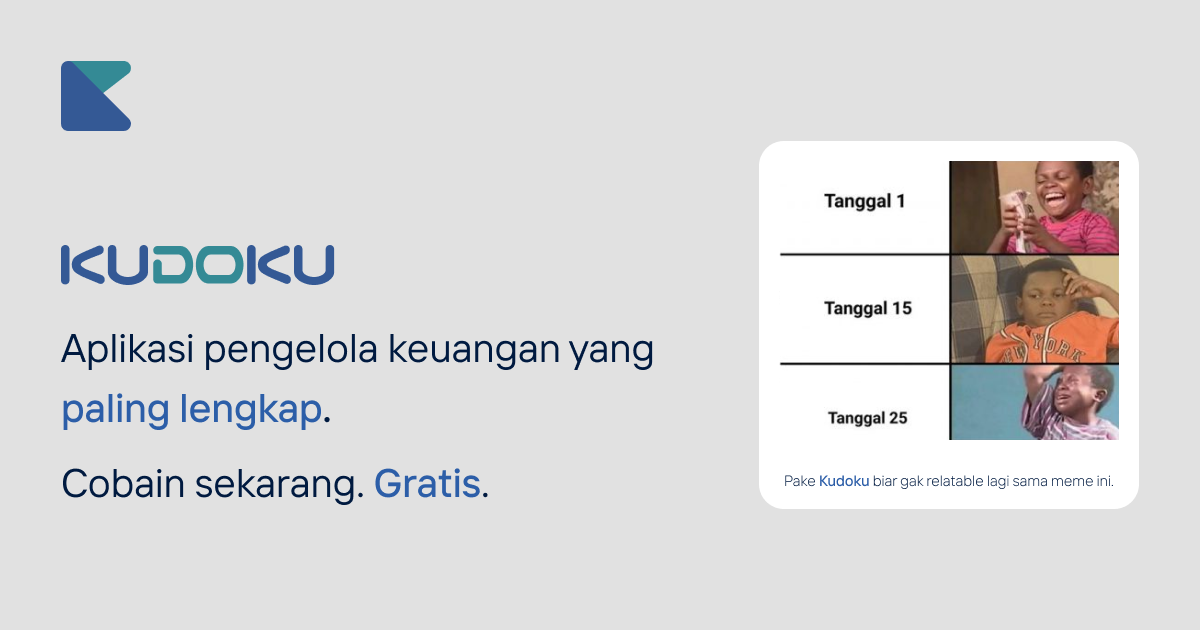 KUDOKU
Aplikasi pengelola keuangan yang
paling lengkap.
Cobain sekarang. Gratis.
Tanggal 1
Tanggal 15
Tanggal 25
Pake Kudoku biar gak relatable lagi sama meme ini.